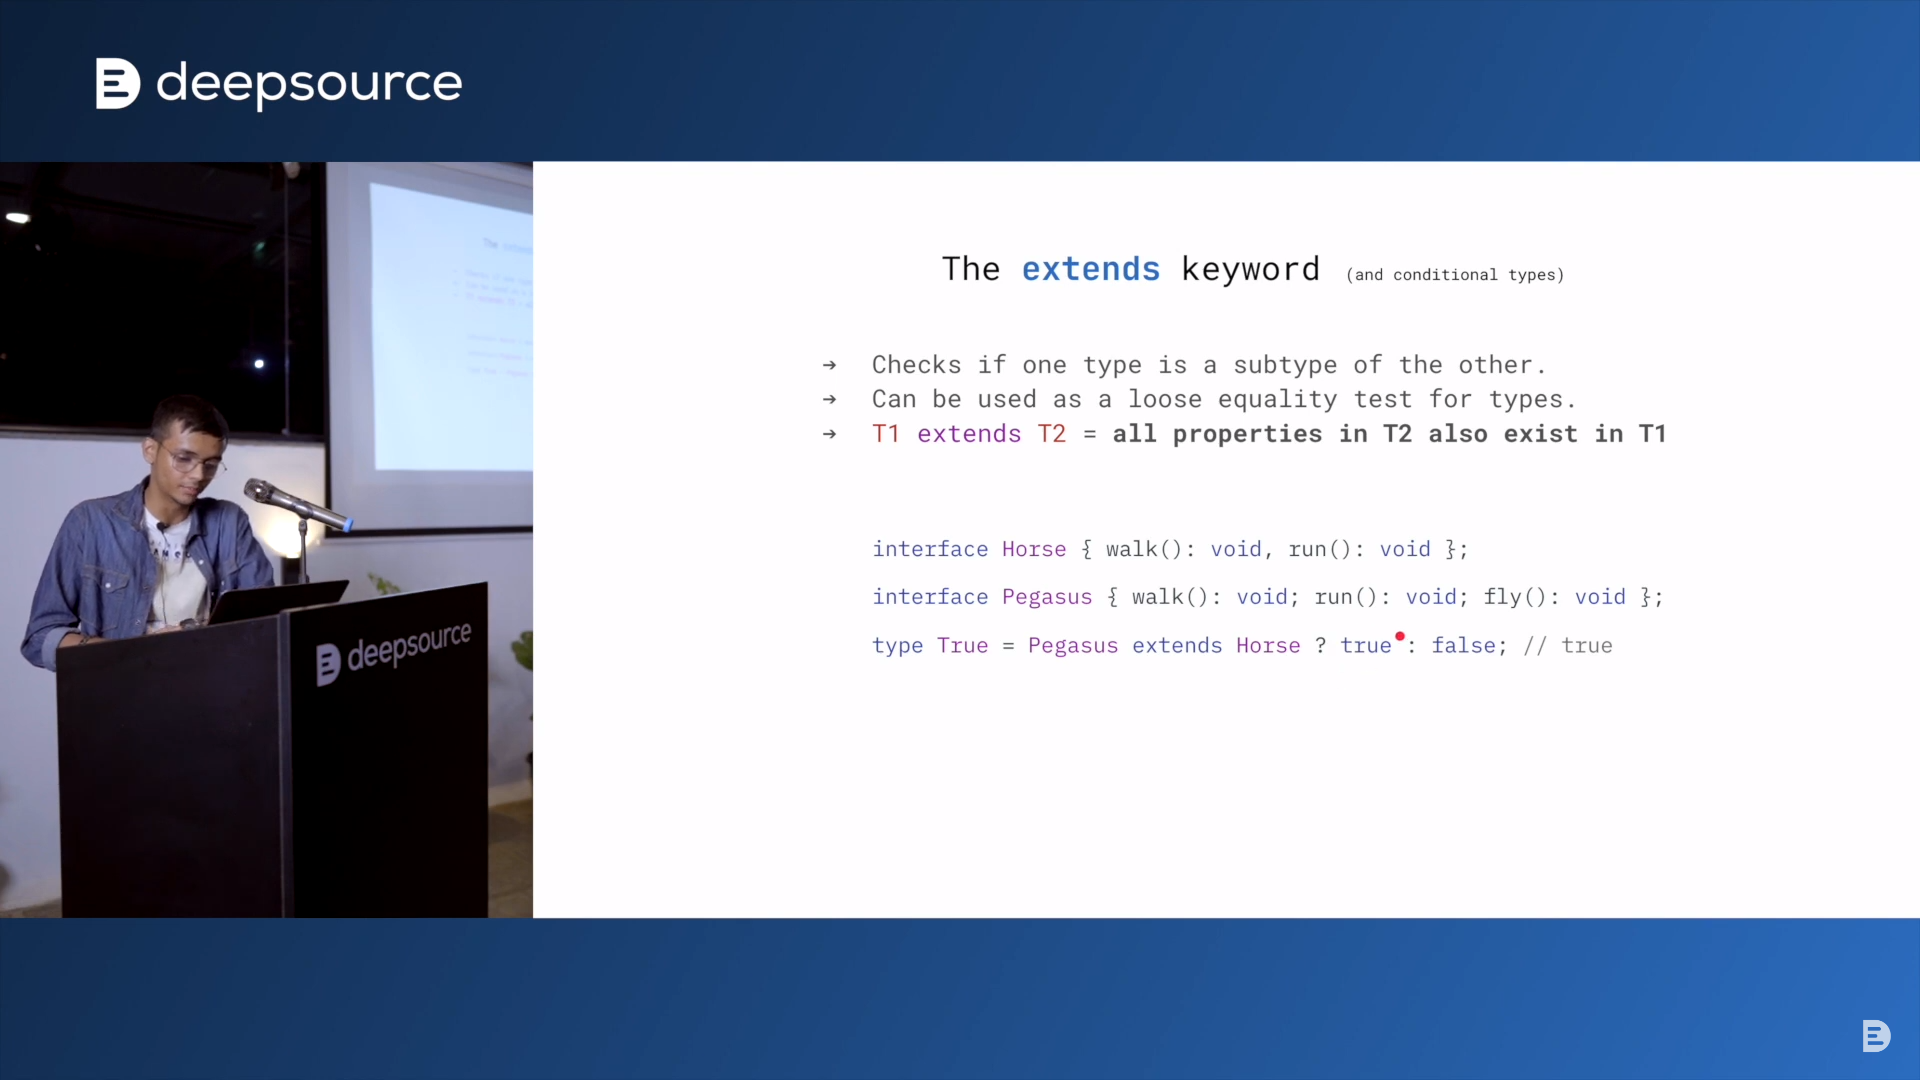 deepsource
The extends keyword (and conditional types)
➔ Checks if one type is a subtype of the other.
➔ Can be used as a loose equality test for types.
➔ T1 extends T2 = all properties in T2 also exist in T1
interface Horse { walk(): void, run(): void };
interface Pegasus { walk(): void; run(): void; fly(): void };
type True = Pegasus extends Horse ? true : false; // true
deepsource